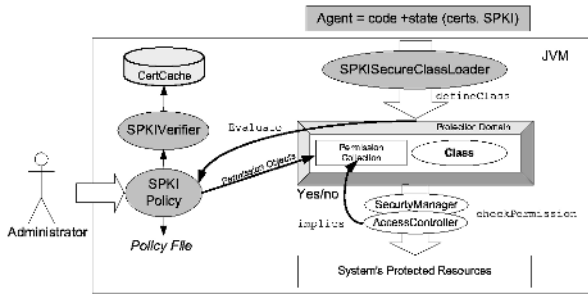 Agent = code +state (certs. SPKI)
JVM
CertCache
SPKISecureClassLoader
defineClass
SPKIVerifier
Evaluate
Protection Domain
Permission
Collection
Class
Permission Objects
SPKI
Policy
Yes/no
SecurityManager
checkPermission
implies
AccessController
Administrator
Policy File
System's Protected Resources